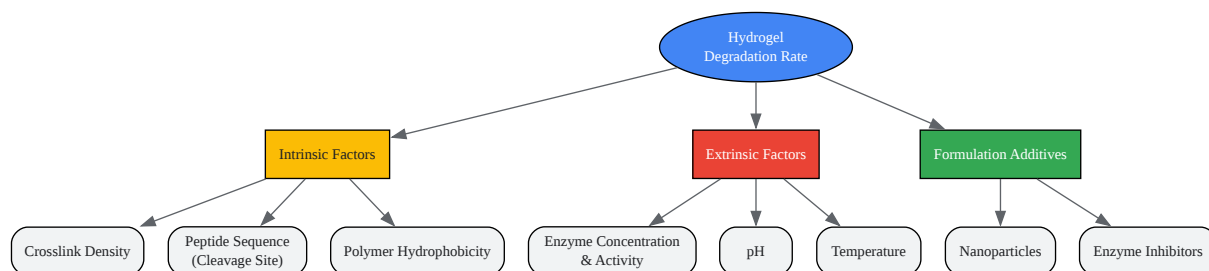 Hydrogel
Degradation Rate
Intrinsic Factors
Extrinsic Factors
Formulation Additives
Crosslink Density
Peptide Sequence
(Cleavage Site)
Polymer Hydrophobicity
Enzyme Concentration
& Activity
pH
Temperature
Nanoparticles
Enzyme Inhibitors